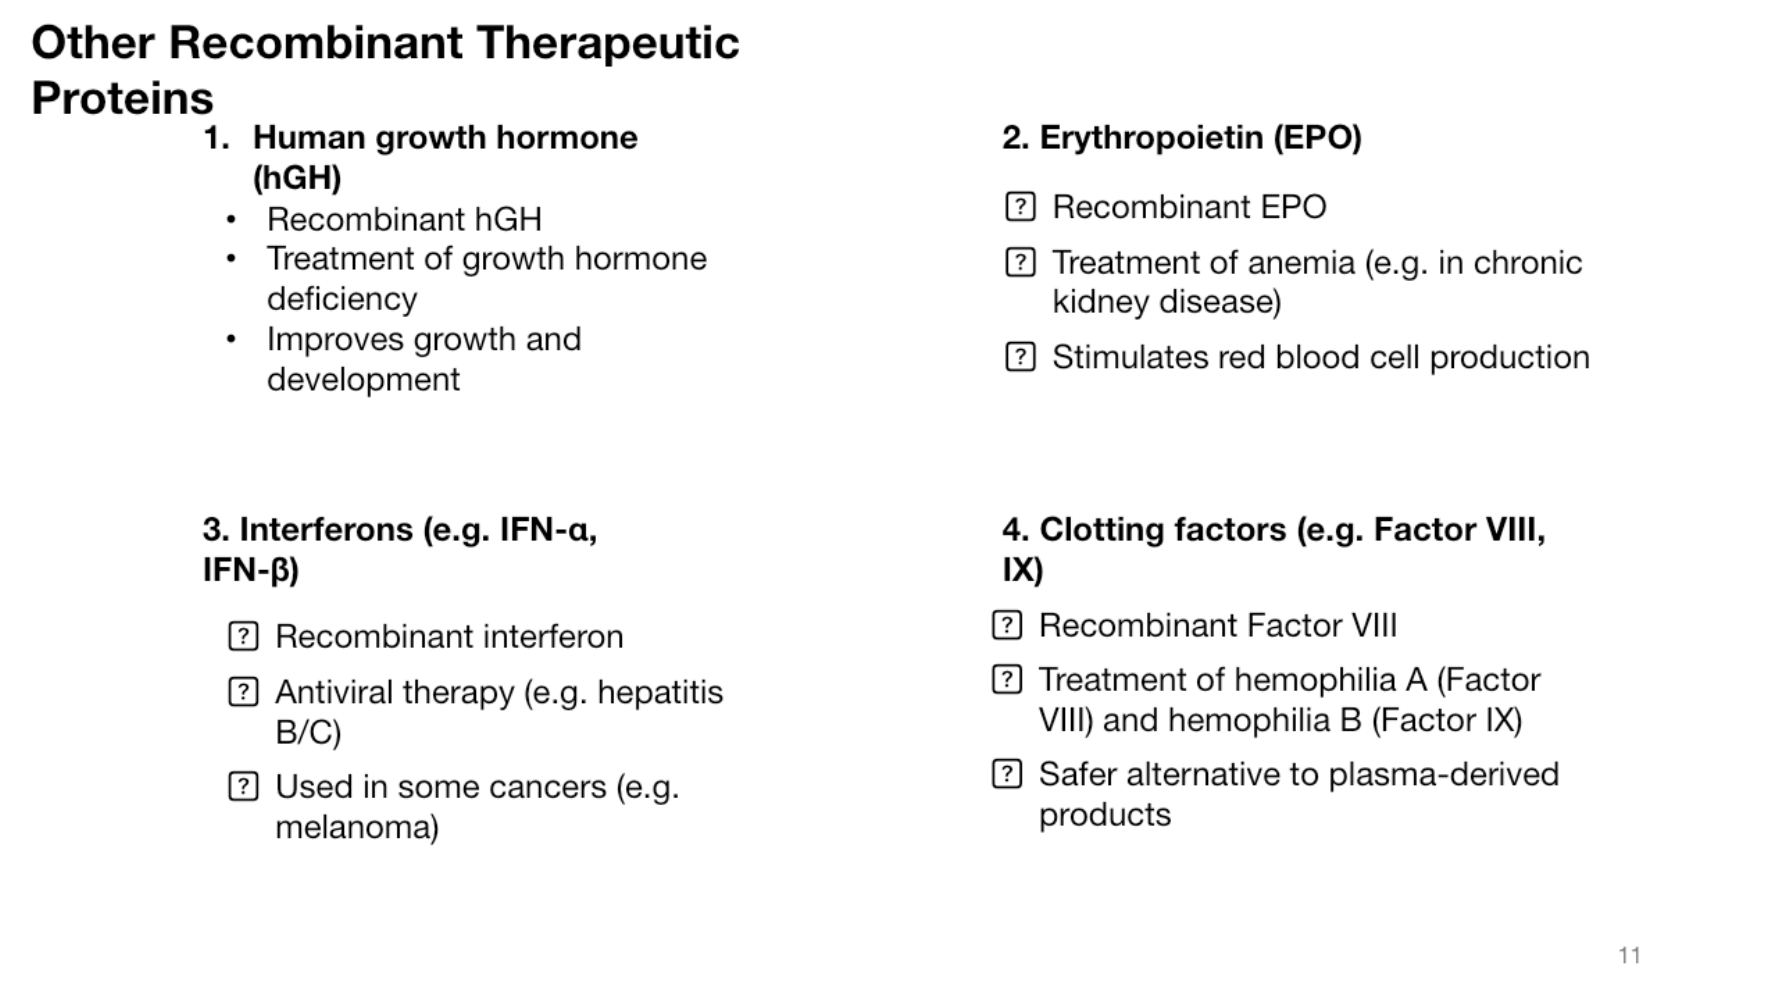 Other Recombinant Therapeutic
Proteins
1. Human growth hormone
(hGH)
• Recombinant hGH
• Treatment of growth hormone
deficiency
• Improves growth and
development
2. Erythropoietin (EPO)
? Recombinant EPO
? Treatment of anemia (e.g. in chronic
kidney disease)
? Stimulates red blood cell production
3. Interferons (e.g. IFN-α,
IFN-β)
? Recombinant interferon
? Antiviral therapy (e.g. hepatitis
B/C)
? Used in some cancers (e.g.
melanoma)
4. Clotting factors (e.g. Factor VIII,
IX)
? Recombinant Factor VIII
? Treatment of hemophilia A (Factor
VIII) and hemophilia B (Factor IX)
? Safer alternative to plasma-derived
products
11